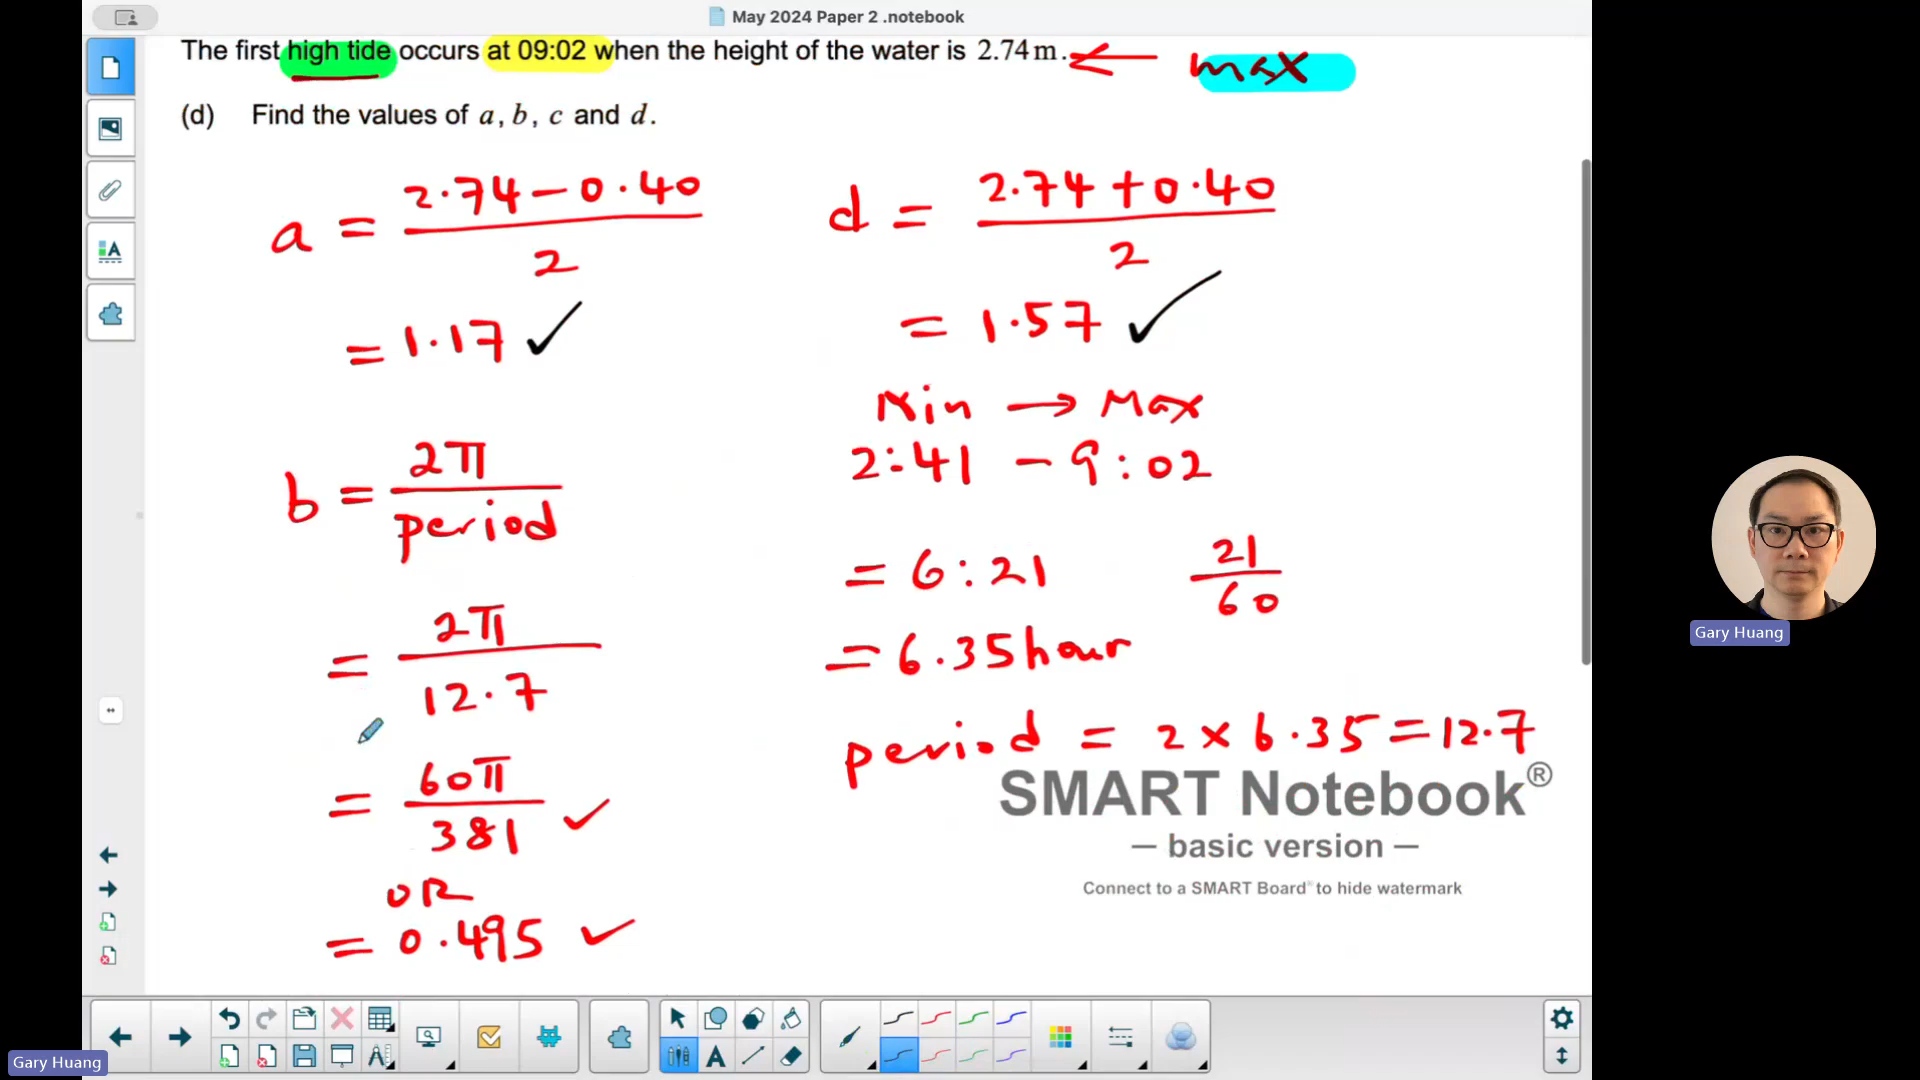 May 2024 Paper 2 .notebook
The first high tide occurs at 09:02 when the height of the water is 2.74 m. ← max
(d) Find the values of a, b, c and d.
a = (2.74 - 0.40) / 2
= 1.17 ✓
d = (2.74 + 0.40) / 2
= 1.57 ✓
Min → Max
2:41 - 9:02
= 6:21
21/60
= 6.35 hour
period = 2 × 6.35 = 12.7
b = 2π / period
= 2π / 12.7
= 60π / 381 ✓
OR
= 0.495 ✓
SMART Notebook®
— basic version —
Connect to a SMART Board® to hide watermark
Gary Huang
Gary Huang